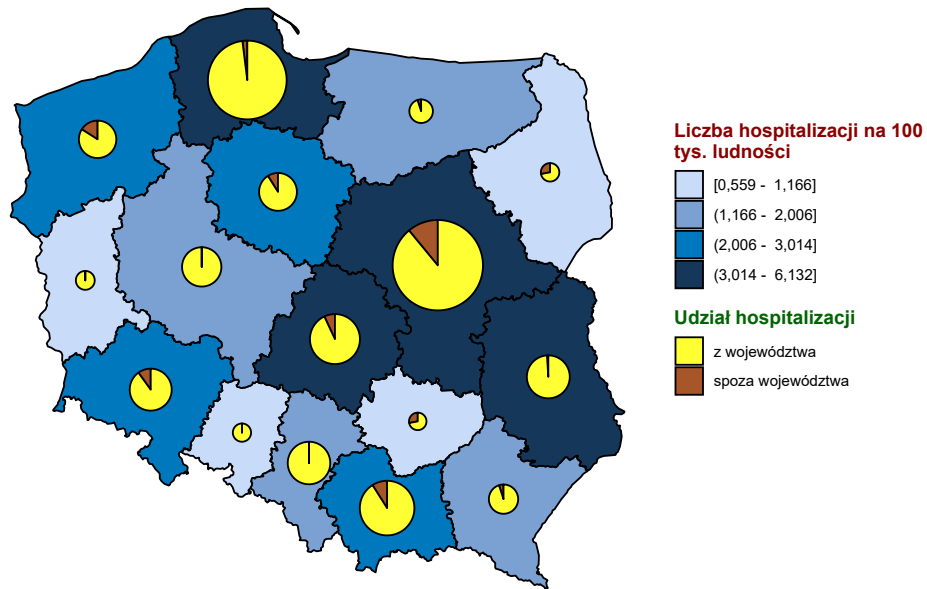 Liczba hospitalizacji na 100
tys. ludności
[0,559 - 1,166]
(1,166 - 2,006]
(2,006 - 3,014]
(3,014 - 6,132]
Udział hospitalizacji
z województwa
spoza województwa